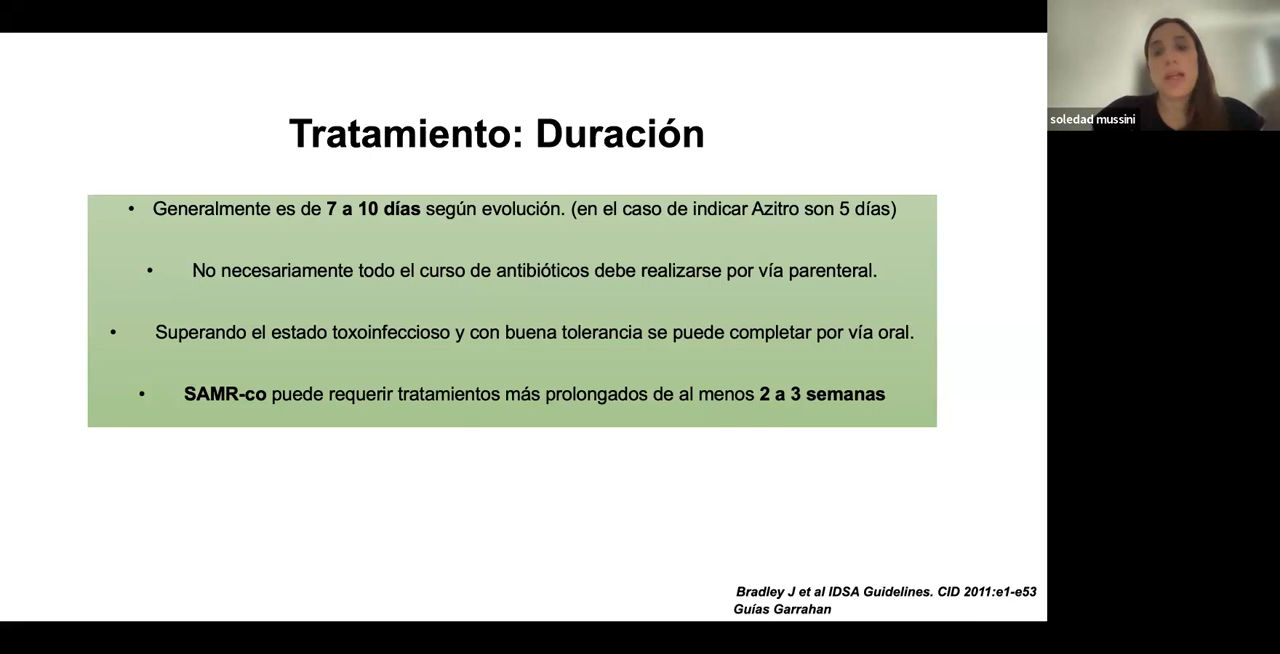 Tratamiento: Duración
• Generalmente es de 7 a 10 días según evolución. (en el caso de indicar Azitro son 5 días)
• No necesariamente todo el curso de antibióticos debe realizarse por vía parenteral.
• Superando el estado toxoinfeccioso y con buena tolerancia se puede completar por vía oral.
• SAMR-co puede requerir tratamientos más prolongados de al menos 2 a 3 semanas
Bradley J et al IDSA Guidelines. CID 2011:e1-e53
Guías Garrahan
soledad mussini